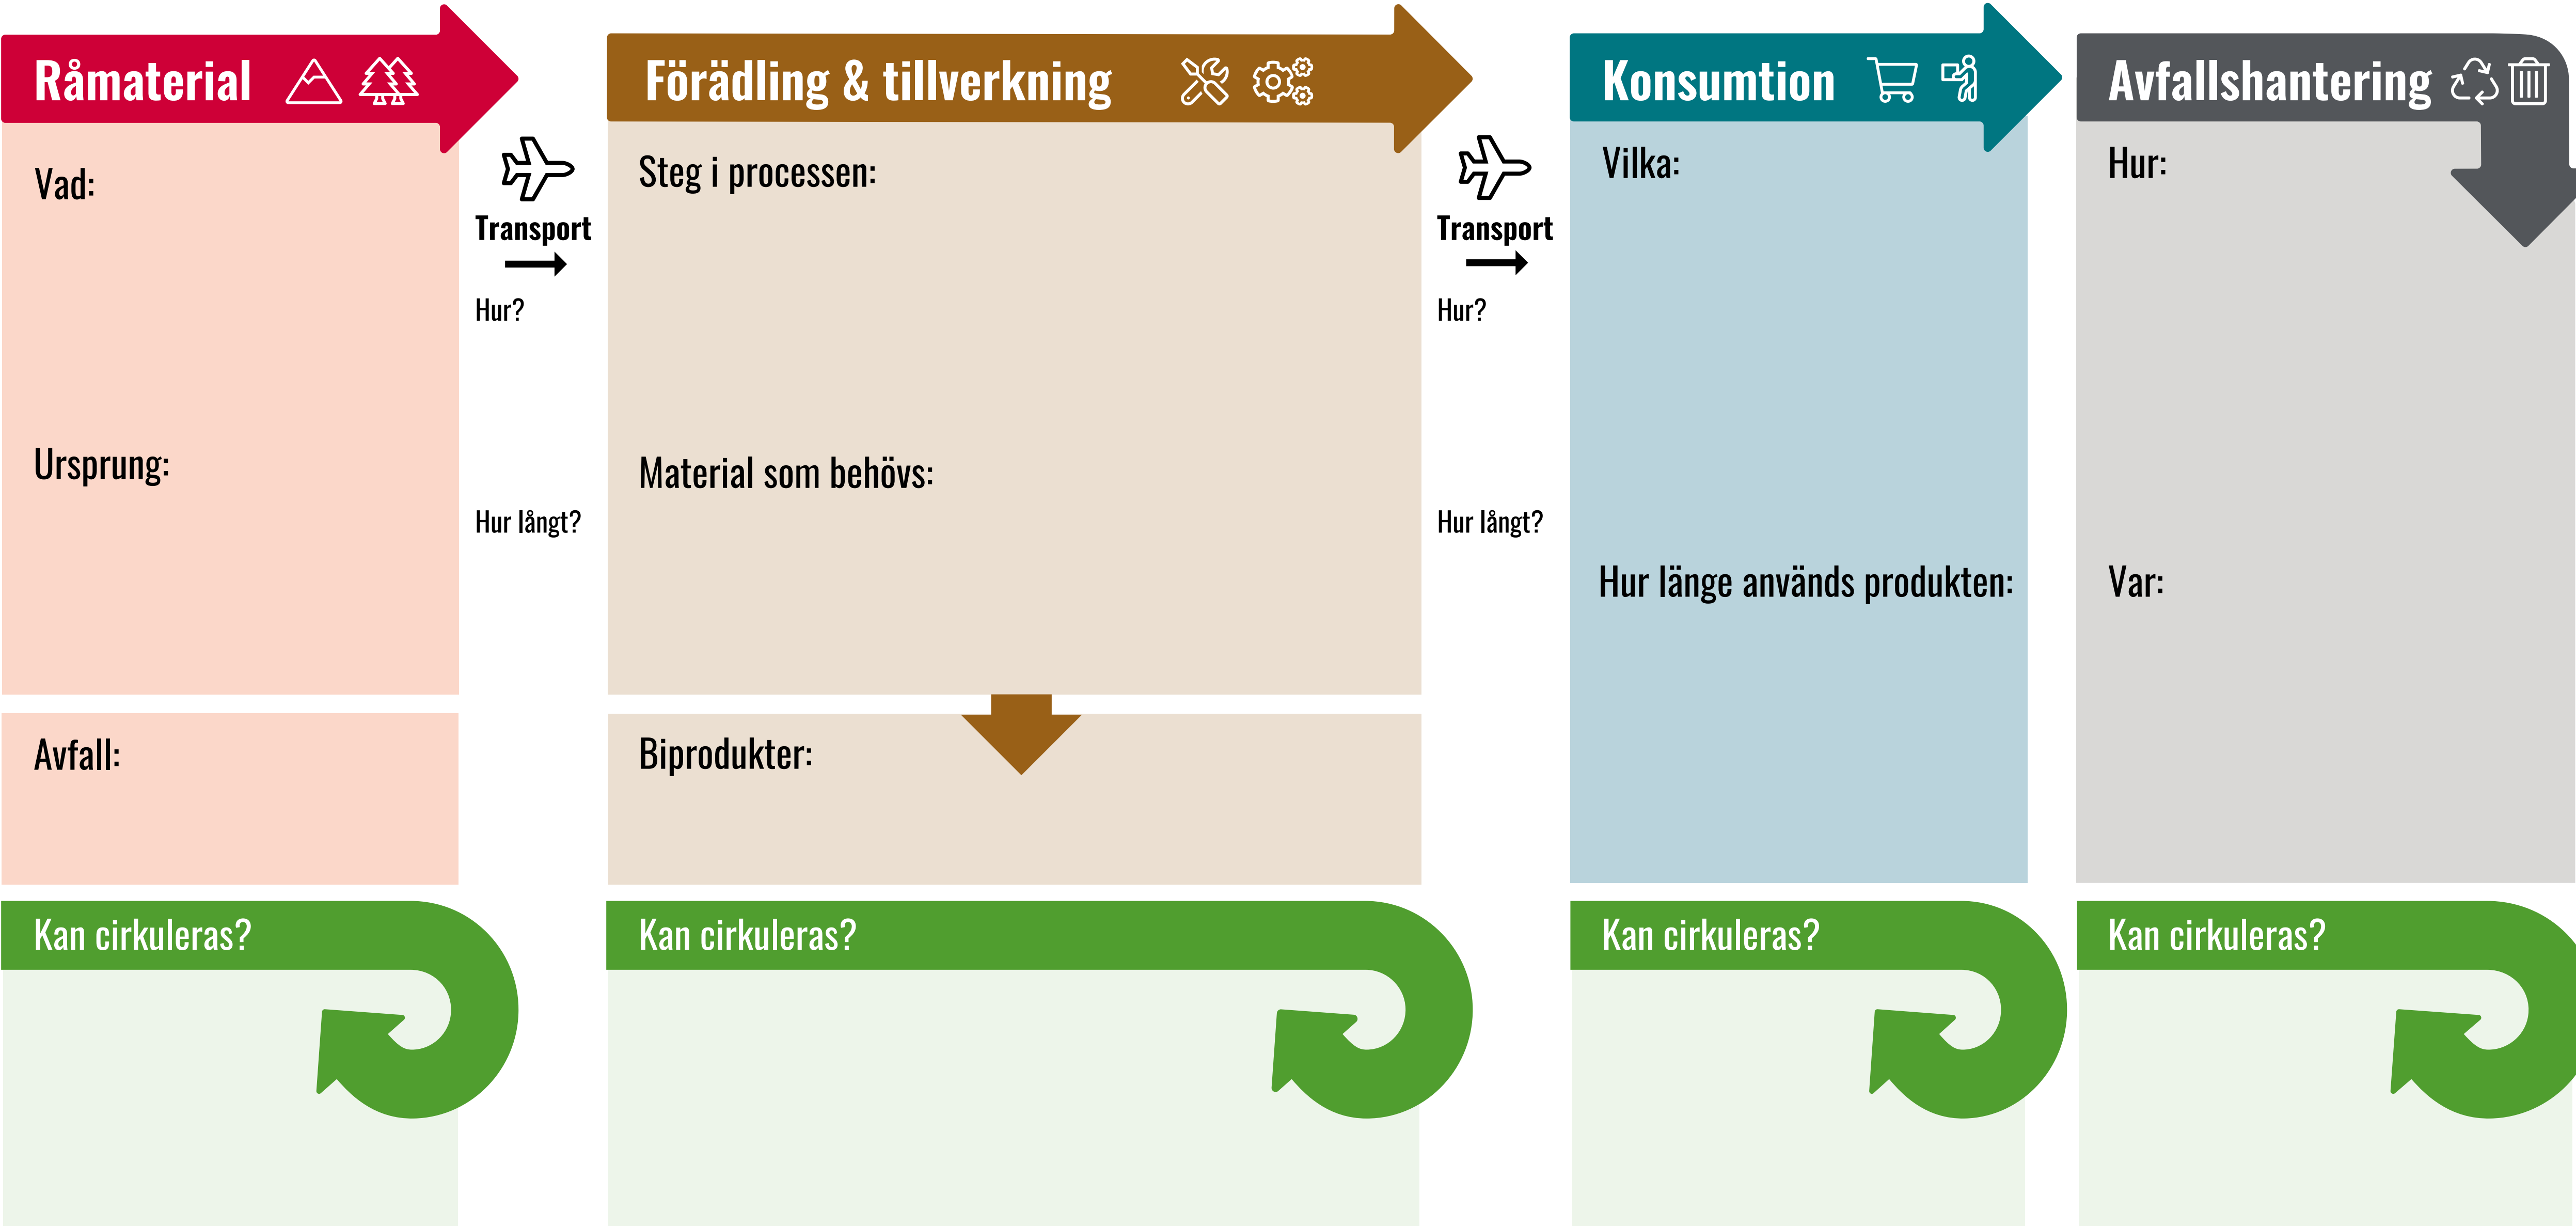 Råmaterial
Vad:
Ursprung:
Avfall:
Kan cirkuleras?
Transport
Hur?
Hur långt?
Förädling & tillverkning
Steg i processen:
Material som behövs:
Biprodukter:
Kan cirkuleras?
Transport
Hur?
Hur långt?
Konsumtion
Vilka:
Hur länge används produkten:
Kan cirkuleras?
Avfallshantering
Hur:
Var:
Kan cirkuleras?